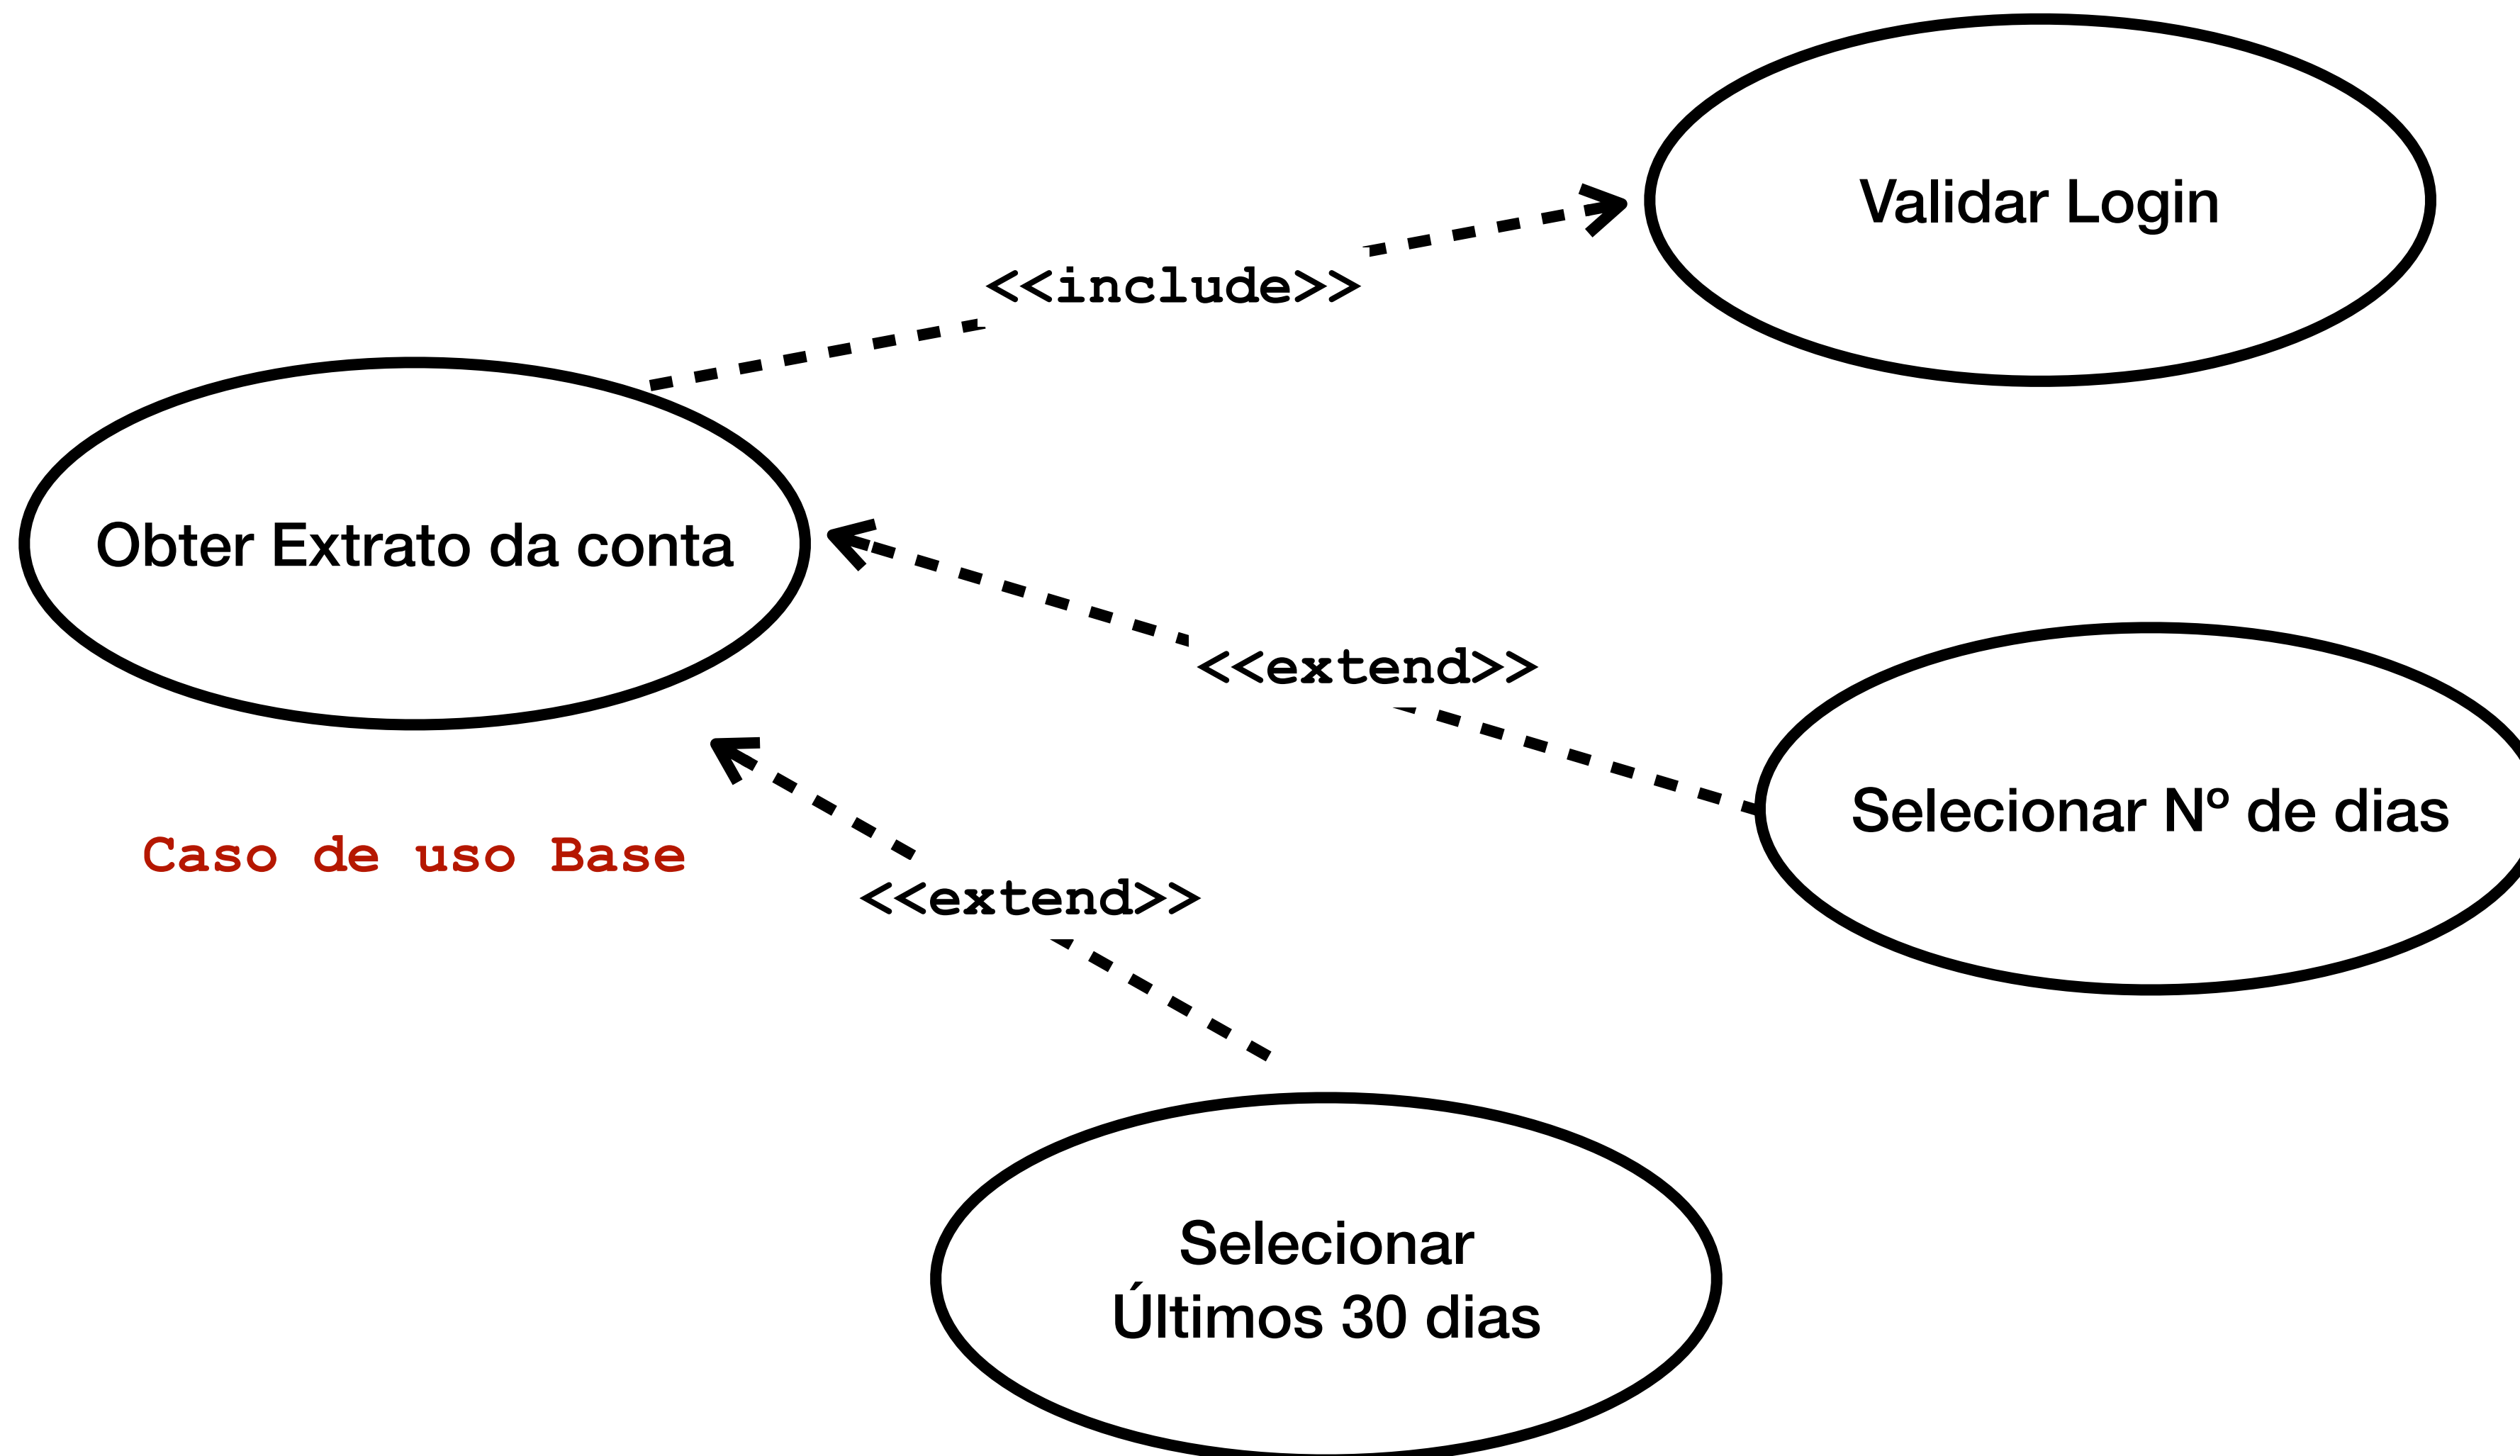 Validar Login
<<include>>
Obter Extrato da conta
<<extend>>
Selecionar Nº de dias
Caso de uso Base
<<extend>>
Selecionar
Últimos 30 dias